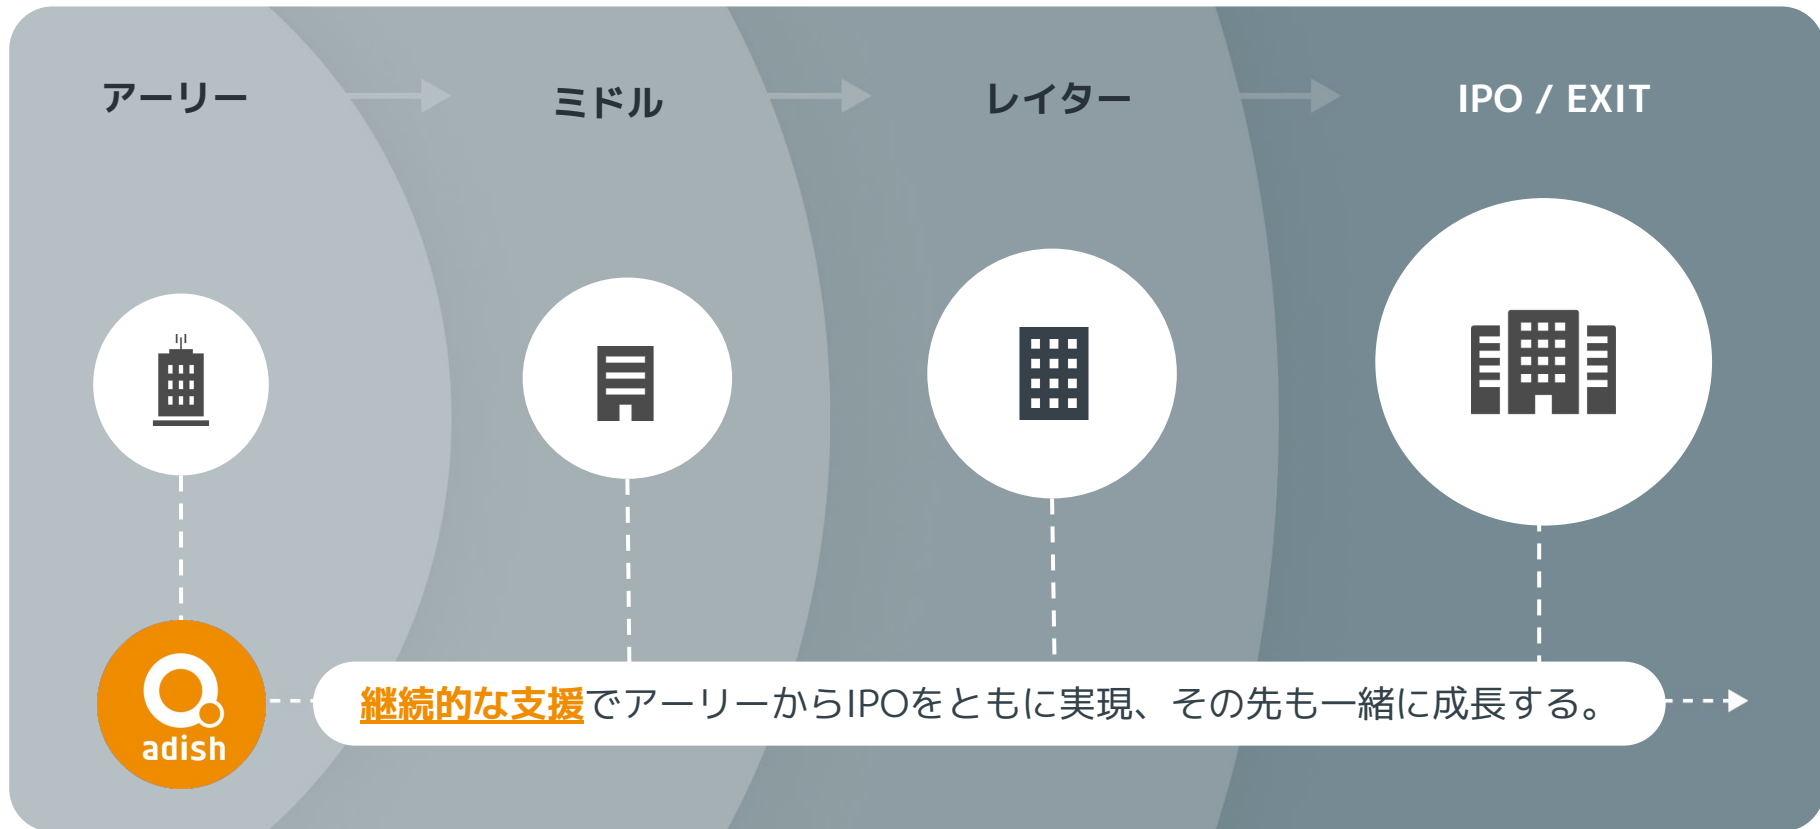 アーリー
ミドル
レイター
IPO / EXIT
adish
継続的な支援でアーリーからIPOをともに実現、その先も一緒に成長する。